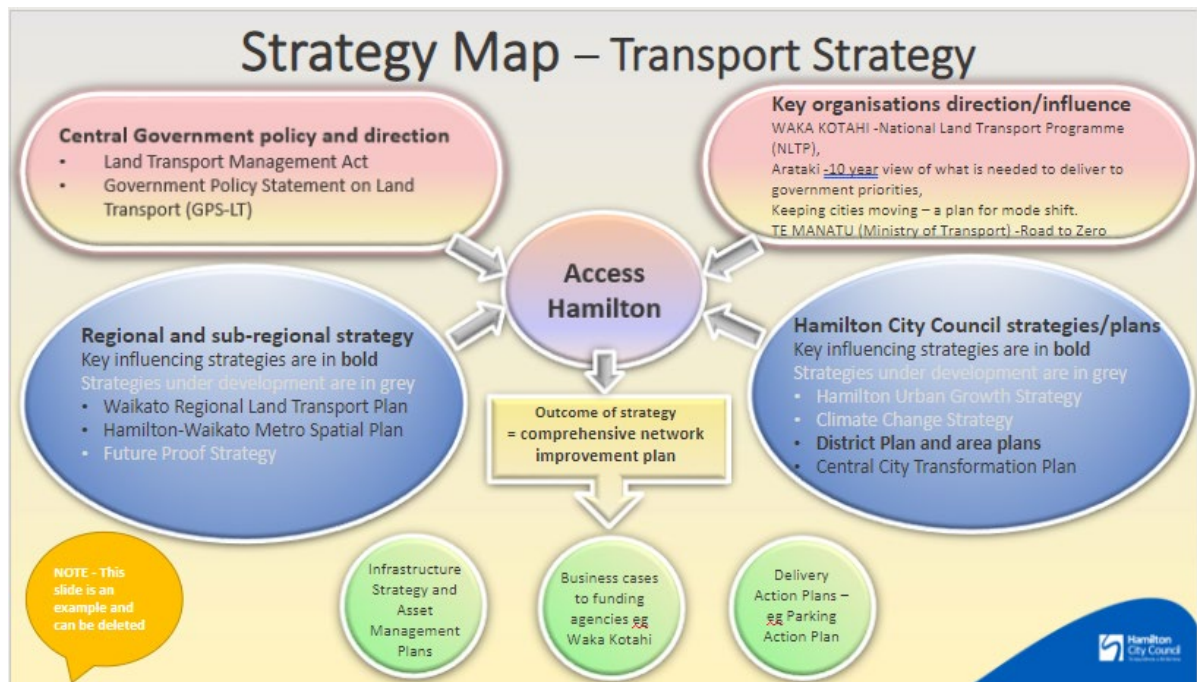 Strategy Map – Transport Strategy
Central Government policy and direction
• Land Transport Management Act
• Government Policy Statement on Land
Transport (GPS-LT)
Key organisations direction/influence
WAKA KOTAHI -National Land Transport Programme
(NLTP),
Arataki -10 year view of what is needed to deliver to
government priorities,
Keeping cities moving – a plan for mode shift.
TE MANATU (Ministry of Transport) -Road to Zero
Access
Hamilton
Regional and sub-regional strategy
Key influencing strategies are in bold
Strategies under development are in grey
• Waikato Regional Land Transport Plan
• Hamilton-Waikato Metro Spatial Plan
• Future Proof Strategy
Hamilton City Council strategies/plans
Key influencing strategies are in bold
Strategies under development are in grey
• Hamilton Urban Growth Strategy
• Climate Change Strategy
• District Plan and area plans
• Central City Transformation Plan
Outcome of strategy
= comprehensive network
improvement plan
NOTE - This
slide is an
example and
can be deleted
Infrastructure
Strategy and
Asset
Management
Plans
Business cases
to funding
agencies eg
Waka Kotahi
Delivery
Action Plans –
eg Parking
Action Plan
Hamilton
City Council